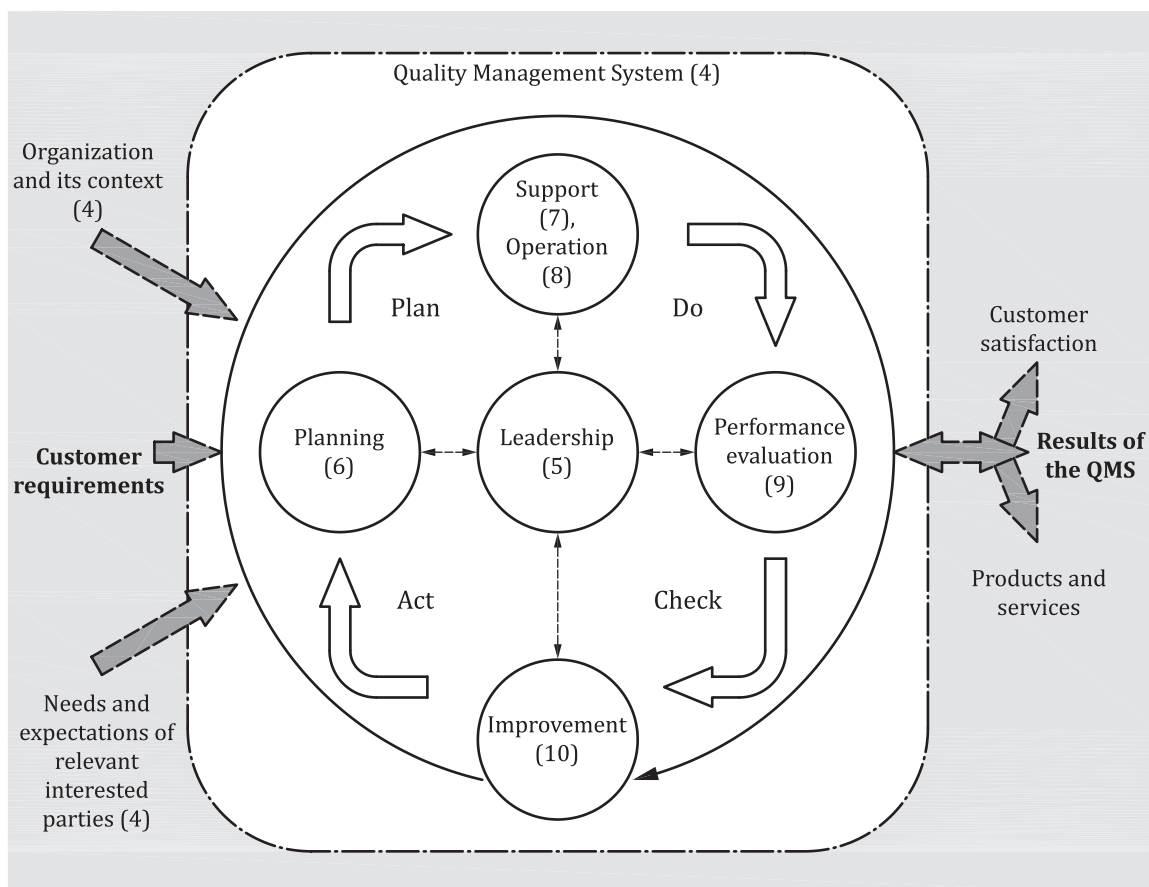 Quality Management System (4)
Organization
and its context
(4)
Support
(7),
Operation
(8)
Plan
Do
Customer
satisfaction
Customer
requirements
Planning
(6)
Leadership
(5)
Performance
evaluation
(9)
Results of
the QMS
Act
Check
Products and
services
Needs and
expectations of
relevant
interested
parties (4)
Improvement
(10)